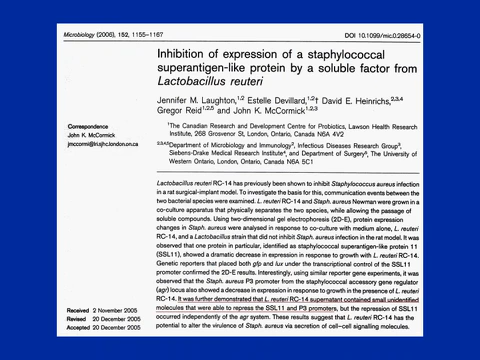 Microbiology (2006), 152, 1155–1167
DOI 10.1099/mic.0.28654-0
Inhibition of expression of a staphylococcal
superantigen-like protein by a soluble factor from
Lactobacillus reuteri
Jennifer M. Laughton,1,2 Estelle Devillard,1,2† David E. Heinrichs,2,3,4
Gregor Reid1,2,5 and John K. McCormick1,2,3
Correspondence
John K. McCormick
jmccormi@lri.sjhc.london.on.ca
1The Canadian Research and Development Centre for Probiotics, Lawson Health Research
Institute, 268 Grosvenor St, London, Ontario, Canada N6A 4V2
2,3,4,5Department of Microbiology and Immunology2, Infectious Diseases Research Group3,
Siebens-Drake Medical Research Institute4, and Department of Surgery5, The University of
Western Ontario, London, Ontario, Canada N6A 5C1
Lactobacillus reuteri RC-14 has previously been shown to inhibit Staphylococcus aureus infection
in a rat surgical-implant model. To investigate the basis for this, communication events between the
two bacterial species were examined. L. reuteri RC-14 and Staph. aureus Newman were grown in a
co-culture apparatus that physically separates the two species, while allowing the passage of
soluble compounds. Using two-dimensional gel electrophoresis (2D-E), protein expression
changes in Staph. aureus were analysed in response to co-culture with medium alone, L. reuteri
RC-14, and a Lactobacillus strain that did not inhibit Staph. aureus infection in the rat model. It was
observed that one protein in particular, identified as staphylococcal superantigen-like protein 11
(SSL11), showed a dramatic decrease in expression in response to growth with L. reuteri RC-14.
Genetic reporters that placed both gfp and lux under the transcriptional control of the SSL11
promoter confirmed the 2D-E results. Interestingly, using similar reporter gene experiments, it was
observed that the Staph. aureus P3 promoter from the staphylococcal accessory gene regulator
(agr) locus also showed a decrease in expression in response to growth in the presence of L. reuteri
RC-14. It was further demonstrated that L. reuteri RC-14 supernatant contained small unidentified
molecules that were able to repress the SSL11 and P3 promoters, but the repression of SSL11
occurred independently of the agr system. These results suggest that L. reuteri RC-14 has the
potential to alter the virulence of Staph. aureus via secretion of cell–cell signalling molecules.
Received 2 November 2005
Revised 20 December 2005
Accepted 20 December 2005